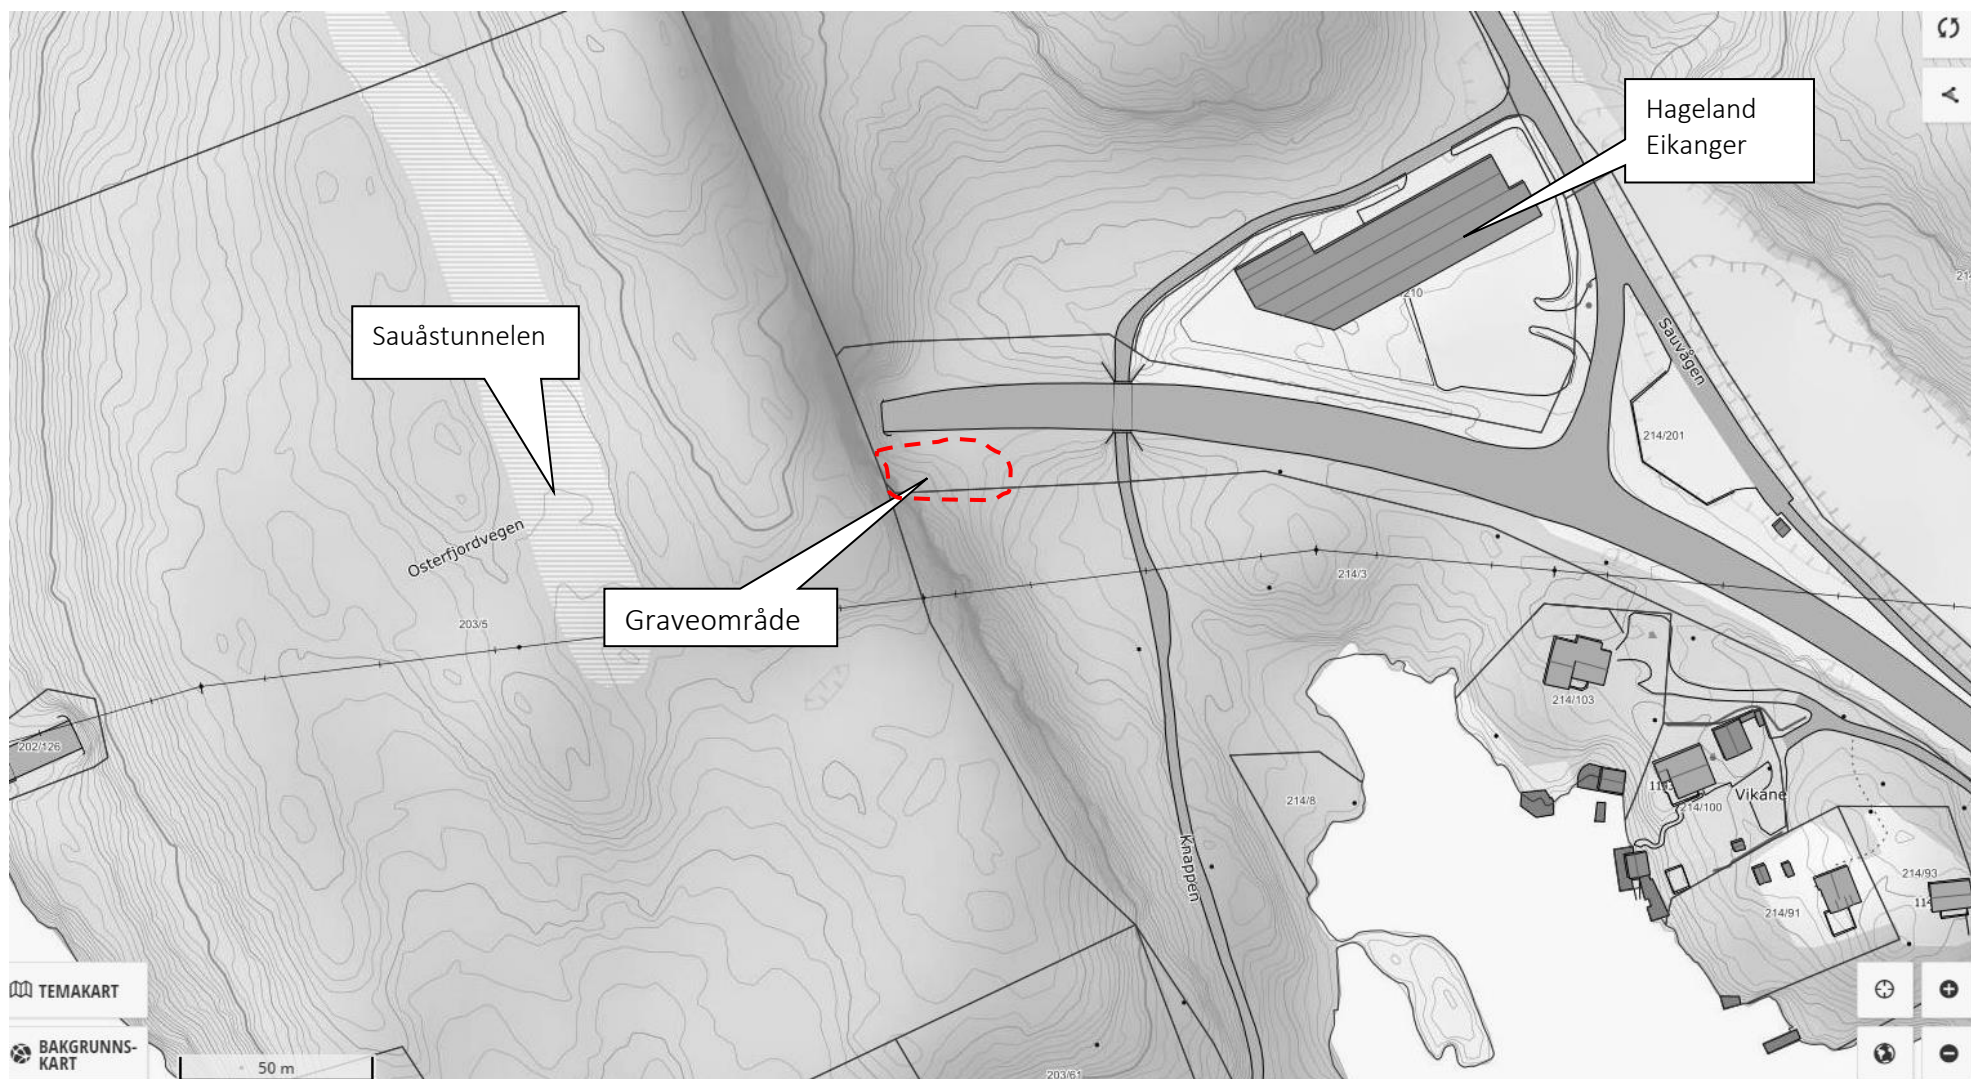 Hageland
Eikanger
Sauåstunnelen
210
Sauvågen
214/201
Osterfjordvegen
214/3
Graveområde
203/5
214/103
202/126
214/8
214/100
Vikane
Knappen
214/93
214/91
TEMAKART
BAKGRUNNS-
KART
50 m
203/61